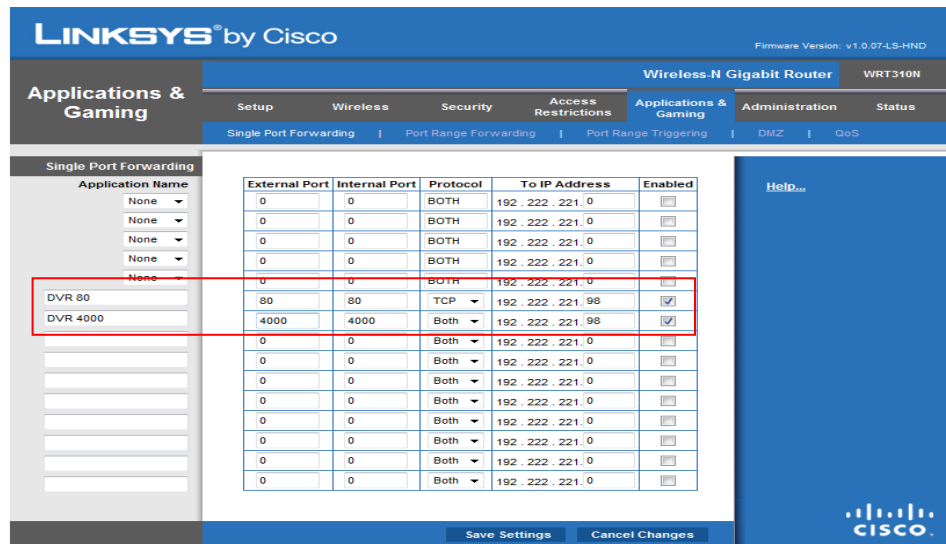 LINKSYS® by Cisco
Firmware Version: v1.0.07-LS-HND
Wireless-N Gigabit Router WRT310N
Applications & Gaming
Setup Wireless Security Access Restrictions Applications & Gaming Administration Status
Single Port Forwarding | Port Range Forwarding | Port Range Triggering | DMZ | QoS
Single Port Forwarding
Application Name External Port Internal Port Protocol To IP Address Enabled
Help...
None 0 0 BOTH 192 . 222 . 221. 0
None 0 0 BOTH 192 . 222 . 221. 0
None 0 0 BOTH 192 . 222 . 221. 0
None 0 0 BOTH 192 . 222 . 221. 0
None 0 0 BOTH 192 . 222 . 221. 0
DVR 80 80 80 TCP 192 . 222 . 221. 98
DVR 4000 4000 4000 Both 192 . 222 . 221. 98
0 0 Both 192 . 222 . 221. 0
0 0 Both 192 . 222 . 221. 0
0 0 Both 192 . 222 . 221. 0
0 0 Both 192 . 222 . 221. 0
0 0 Both 192 . 222 . 221. 0
0 0 Both 192 . 222 . 221. 0
0 0 Both 192 . 222 . 221. 0
0 0 Both 192 . 222 . 221. 0
Save Settings Cancel Changes
CISCO.